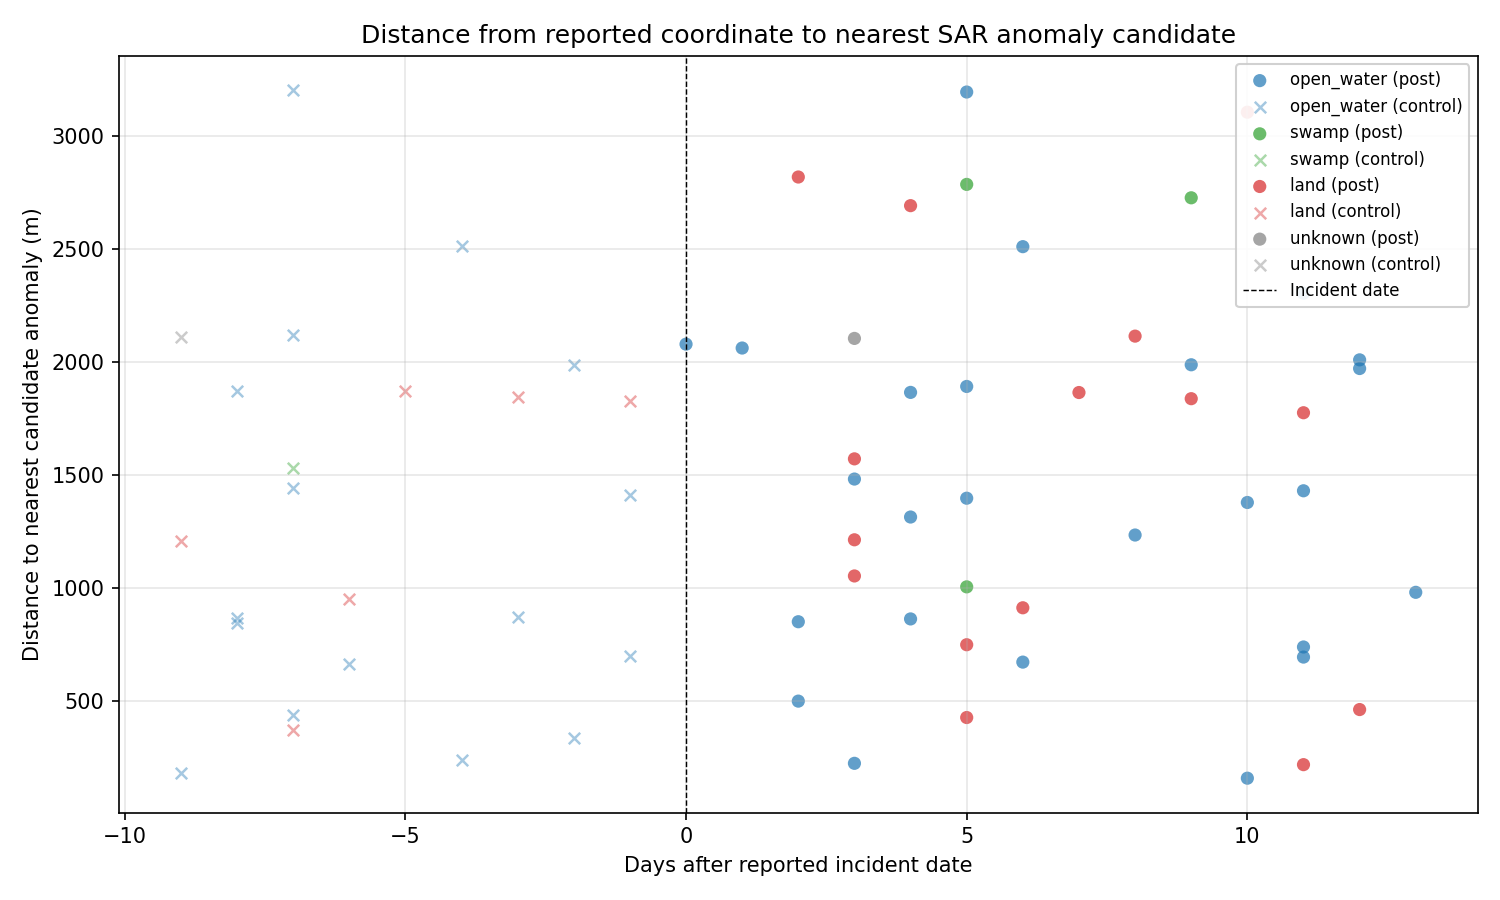 Distance from reported coordinate to nearest SAR anomaly candidate
Distance to nearest candidate anomaly (m)
3000
2500
2000
1500
1000
500
open_water (post)
open_water (control)
swamp (post)
swamp (control)
land (post)
land (control)
unknown (post)
unknown (control)
Incident date
−10
−5
0
5
10
Days after reported incident date